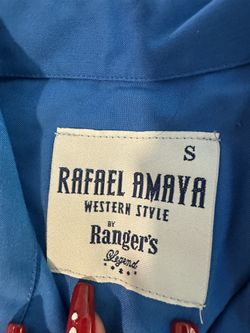 S
RAFAEL AMAYA
WESTERN STYLE
BY
Ranger's
Legend